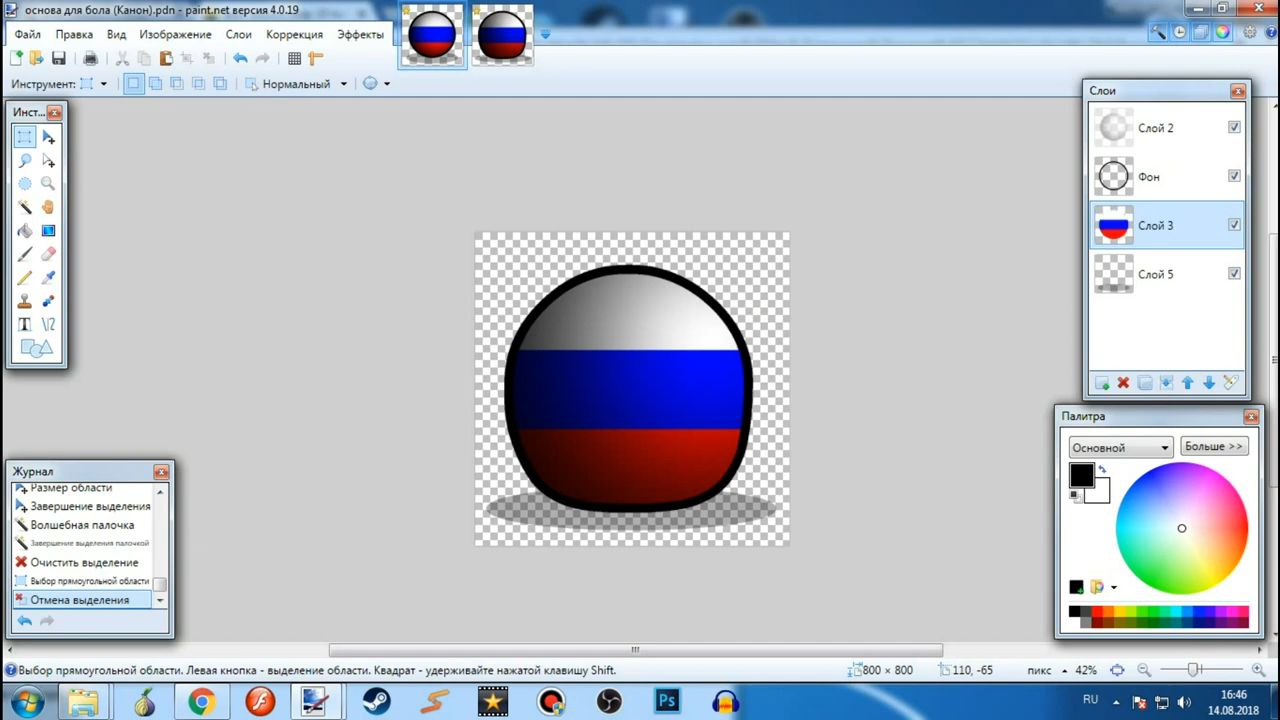 основа для бола (Канон).pdn - paint.net версия 4.0.19
Файл Правка Вид Изображение Слои Коррекция Эффекты
Инструмент: Нормальный
Инст...
Слои
Слой 2
Фон
Слой 3
Слой 5
Палитра
Основной Больше >>
Журнал
Размер области
Завершение выделения
Волшебная палочка
Завершение выделения палочкой
Очистить выделение
Выбор прямоугольной области
Отмена выделения
Выбор прямоугольной области. Левая кнопка - выделение области. Квадрат - удерживайте нажатой клавишу Shift. 800 × 800 110, -65 пикс 42%
Ps
RU
16:46
14.08.2018